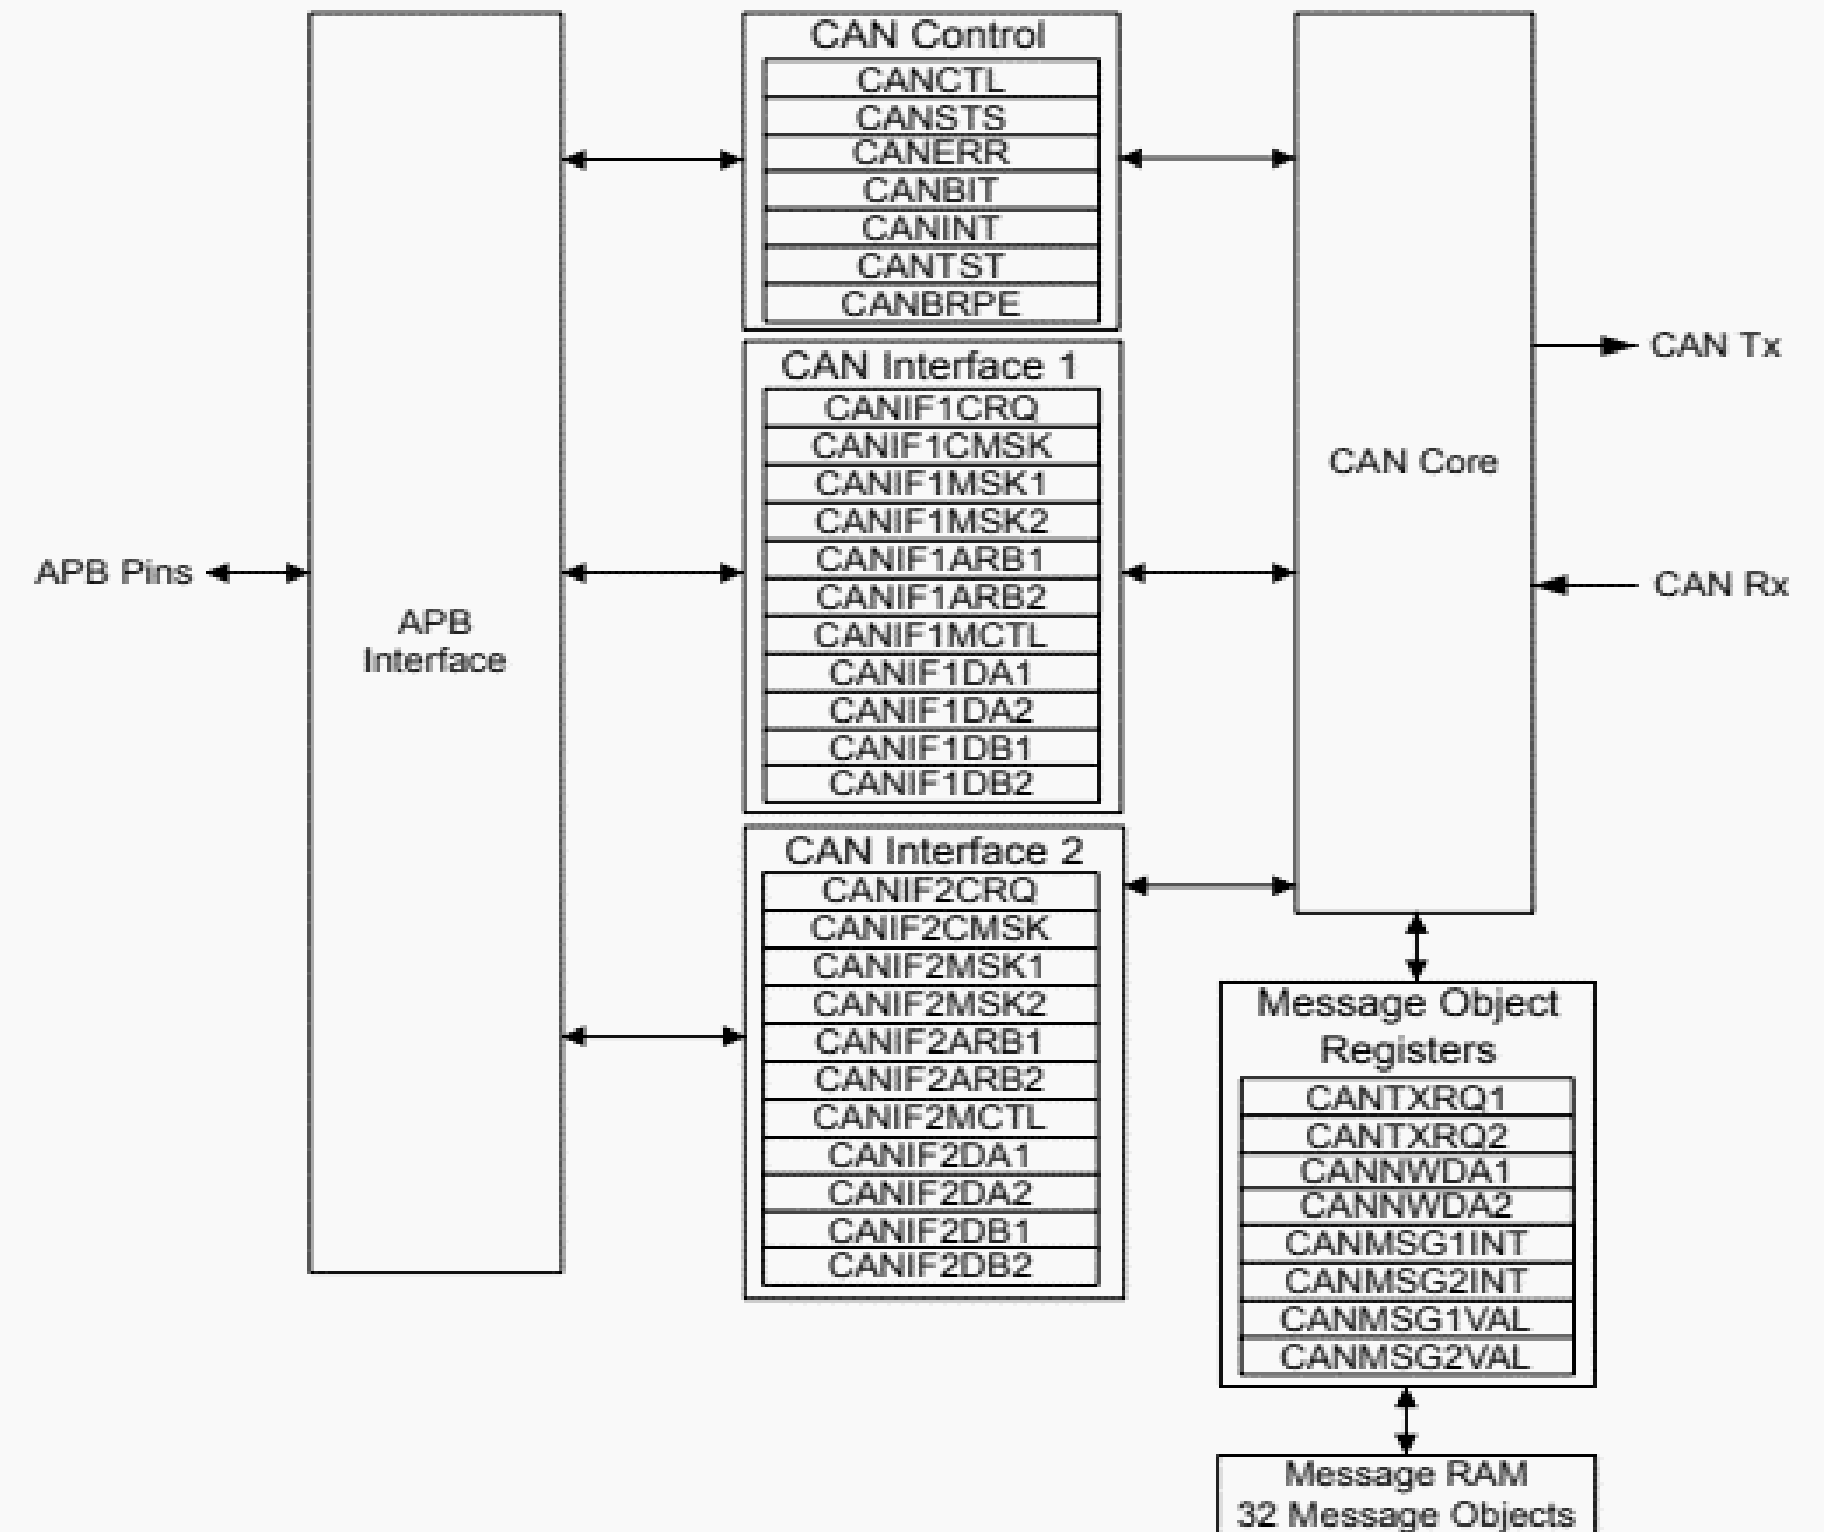 CAN Control
CANCTL
CANSTS
CANERR
CANBIT
CANINT
CANTST
CANBRPE
CAN Interface 1
CANIF1CRQ
CANIF1CMSK
CANIF1MSK1
CANIF1MSK2
CANIF1ARB1
CANIF1ARB2
CANIF1MCTL
CANIF1DA1
CANIF1DA2
CANIF1DB1
CANIF1DB2
CAN Interface 2
CANIF2CRQ
CANIF2CMSK
CANIF2MSK1
CANIF2MSK2
CANIF2ARB1
CANIF2ARB2
CANIF2MCTL
CANIF2DA1
CANIF2DA2
CANIF2DB1
CANIF2DB2
APB Pins
APB
Interface
CAN Core
CAN Tx
CAN Rx
Message Object
Registers
CANTXRQ1
CANTXRQ2
CANNWDA1
CANNWDA2
CANMSG1INT
CANMSG2INT
CANMSG1VAL
CANMSG2VAL
Message RAM
32 Message Objects